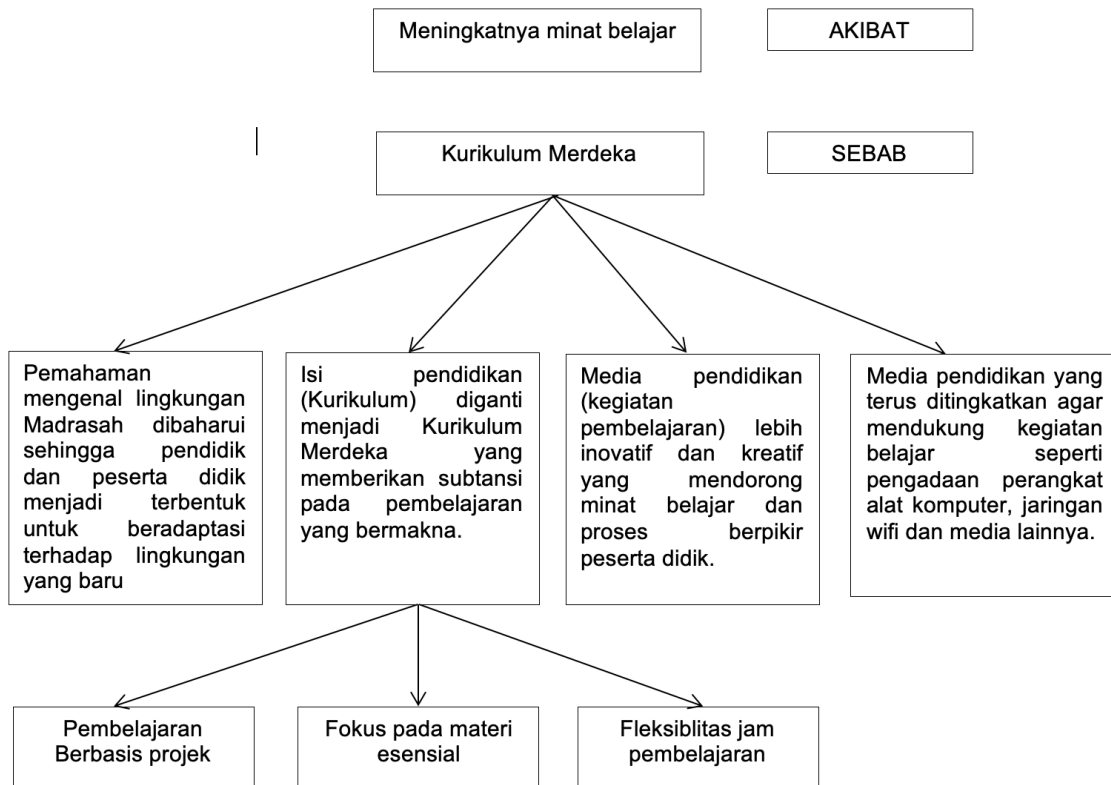 Meningkatnya minat belajar
AKIBAT
Kurikulum Merdeka
SEBAB
Pemahaman
mengenal lingkungan
Madrasah dibaharui
sehingga pendidik
dan peserta didik
menjadi terbentuk
untuk beradaptasi
terhadap lingkungan
yang baru
Isi pendidikan
(Kurikulum) diganti
menjadi Kurikulum
Merdeka yang
memberikan subtansi
pada pembelajaran
yang bermakna.
Media pendidikan
(kegiatan
pembelajaran) lebih
inovatif dan kreatif
yang mendorong
minat belajar dan
proses berpikir
peserta didik.
Media pendidikan yang
terus ditingkatkan agar
mendukung kegiatan
belajar seperti
pengadaan perangkat
alat komputer, jaringan
wifi dan media lainnya.
Pembelajaran
Berbasis projek
Fokus pada materi
esensial
Fleksiblitas jam
pembelajaran